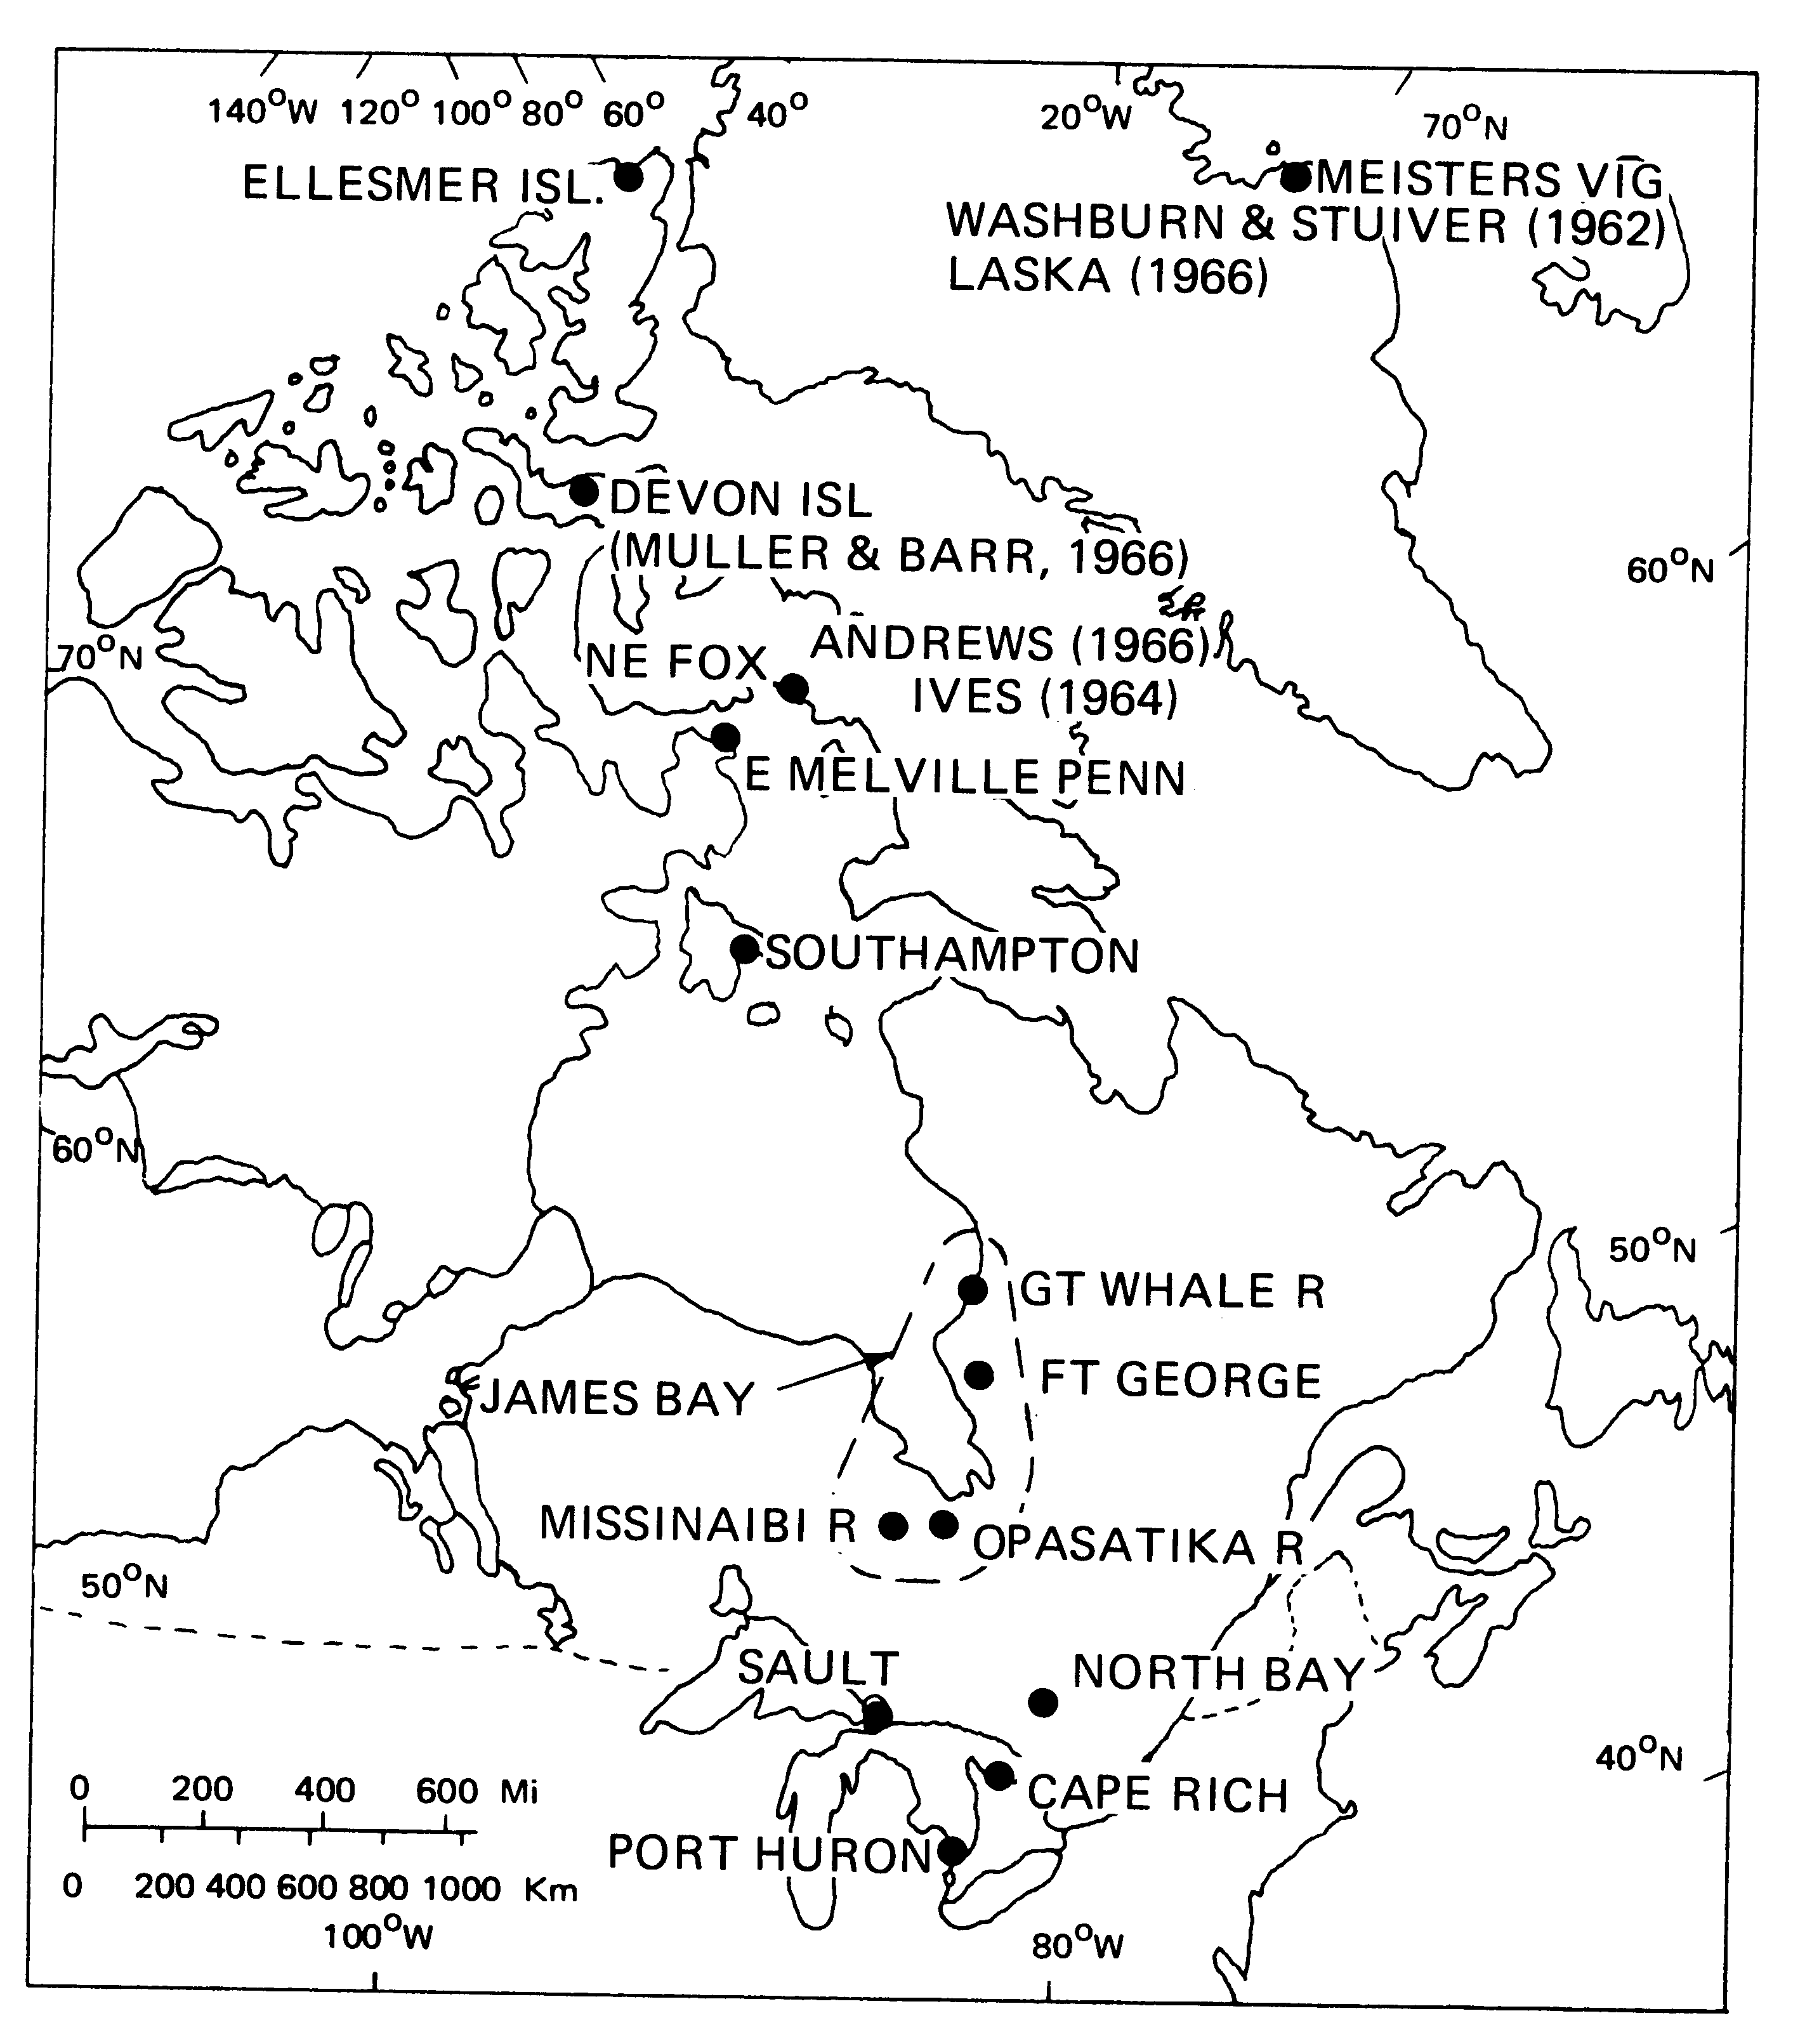 140°W 120° 100° 80° 60° 40° 20°W 70°N
ELLESMER ISL.
MEISTERS VIG
WASHBURN & STUIVER (1962)
LASKA (1966)
DEVON ISL
(MULLER & BARR, 1966)
60°N
70°N
NE FOX
ANDREWS (1966)
IVES (1964)
E MELVILLE PENN
SOUTHAMPTON
60°N
50°N
GT WHALE R
FT GEORGE
JAMES BAY
MISSINAIBI R
OPASATIKA R
50°N
SAULT
NORTH BAY
40°N
CAPE RICH
PORT HURON
0 200 400 600 Mi
0 200 400 600 800 1000 Km
100°W
80°W